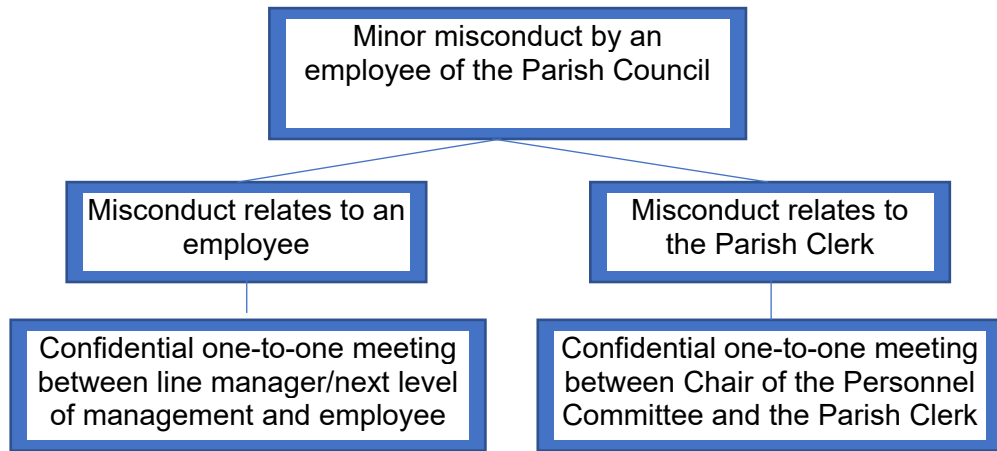 Minor misconduct by an
employee of the Parish Council
Misconduct relates to an
employee
Misconduct relates to
the Parish Clerk
Confidential one-to-one meeting
between line manager/next level
of management and employee
Confidential one-to-one meeting
between Chair of the Personnel
Committee and the Parish Clerk